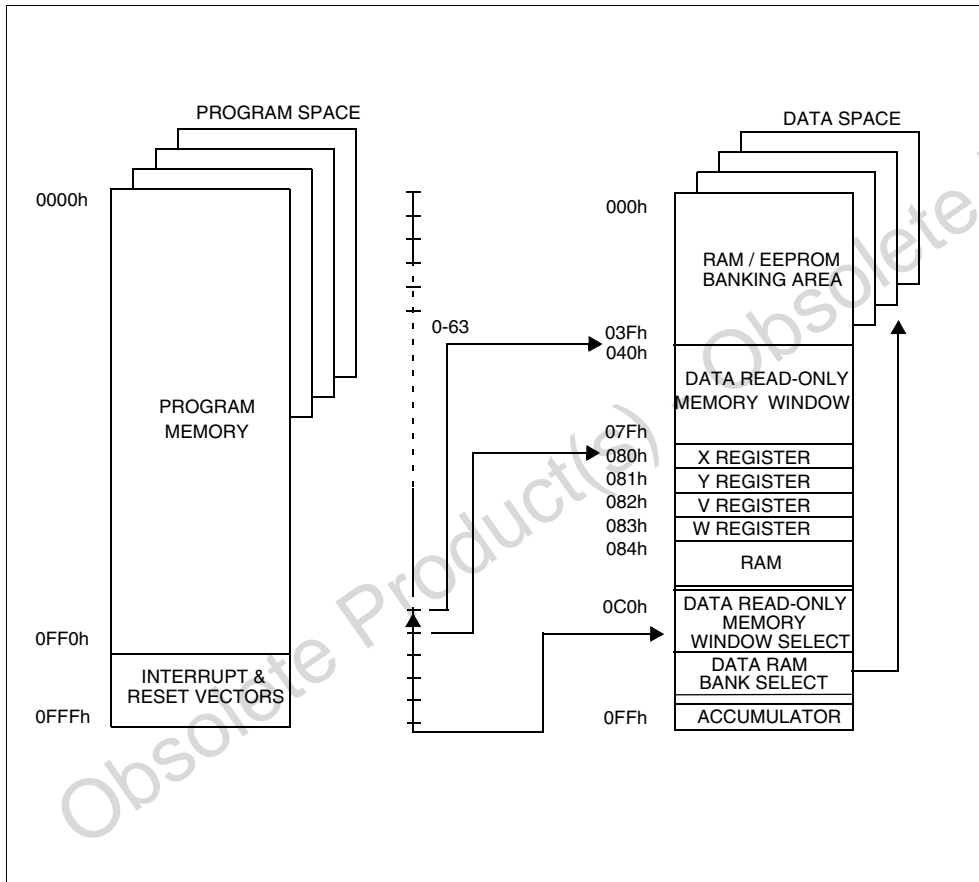 PROGRAM SPACE
0000h
PROGRAM
MEMORY
0FF0h
INTERRUPT &
RESET VECTORS
0FFFh
0-63
DATA SPACE
000h
RAM / EEPROM
BANKING AREA
03Fh
040h
DATA READ-ONLY
MEMORY WINDOW
07Fh
080h
X REGISTER
081h
Y REGISTER
082h
V REGISTER
083h
W REGISTER
084h
RAM
0C0h
DATA READ-ONLY
MEMORY
WINDOW SELECT
DATA RAM
BANK SELECT
0FFh
ACCUMULATOR
Obsolete Product(s)
Obsolete